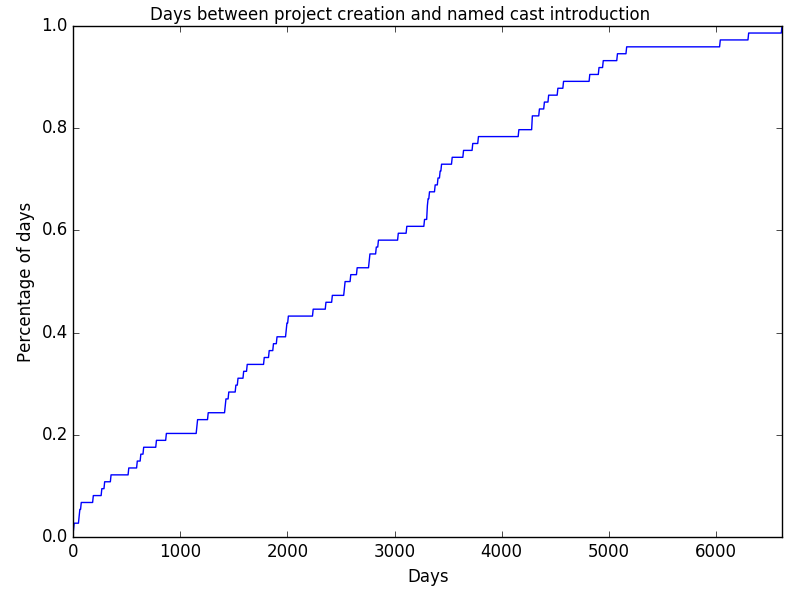 Days between project creation and named cast introduction
1.0
0.8
0.6
0.4
0.2
0.0
Percentage of days
0 1000 2000 3000 4000 5000 6000
Days